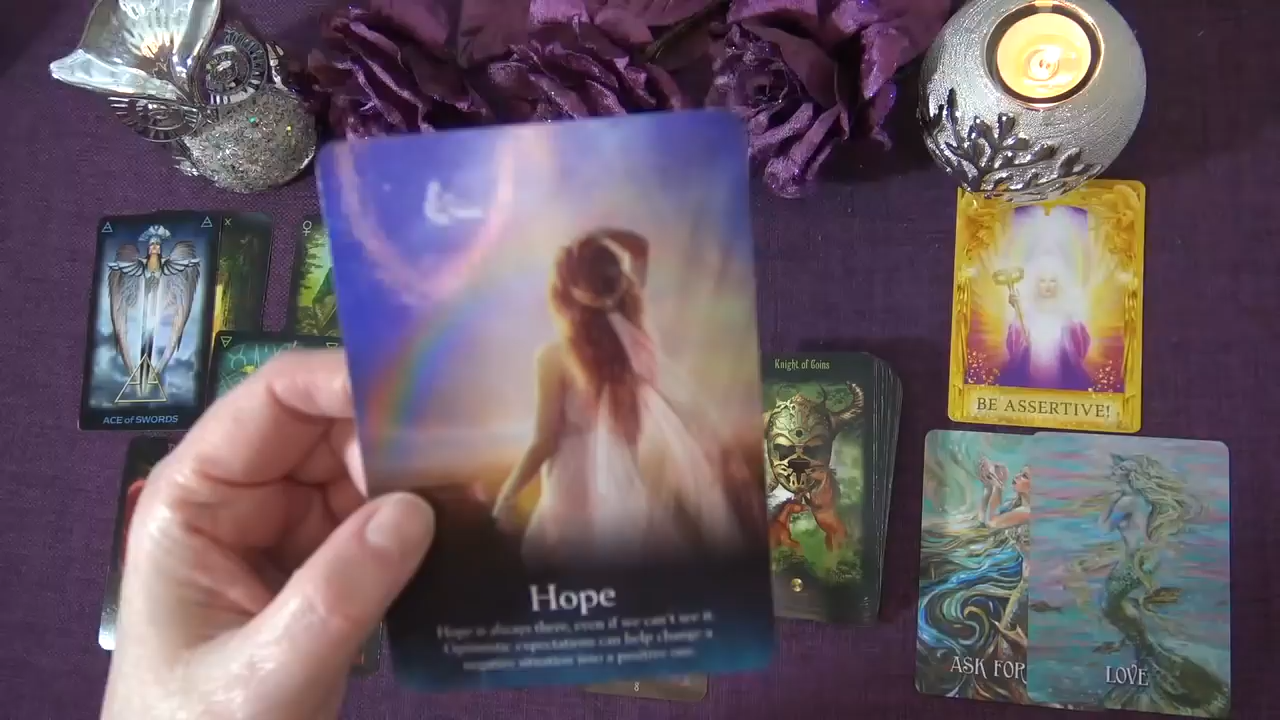 ACE of SWORDS
Knight of Coins
BE ASSERTIVE!
ASK FOR
LOVE
Hope
Hope is always there, even if we can't see it.
Optimistic expectations can help change a
negative situation into a positive one.
8